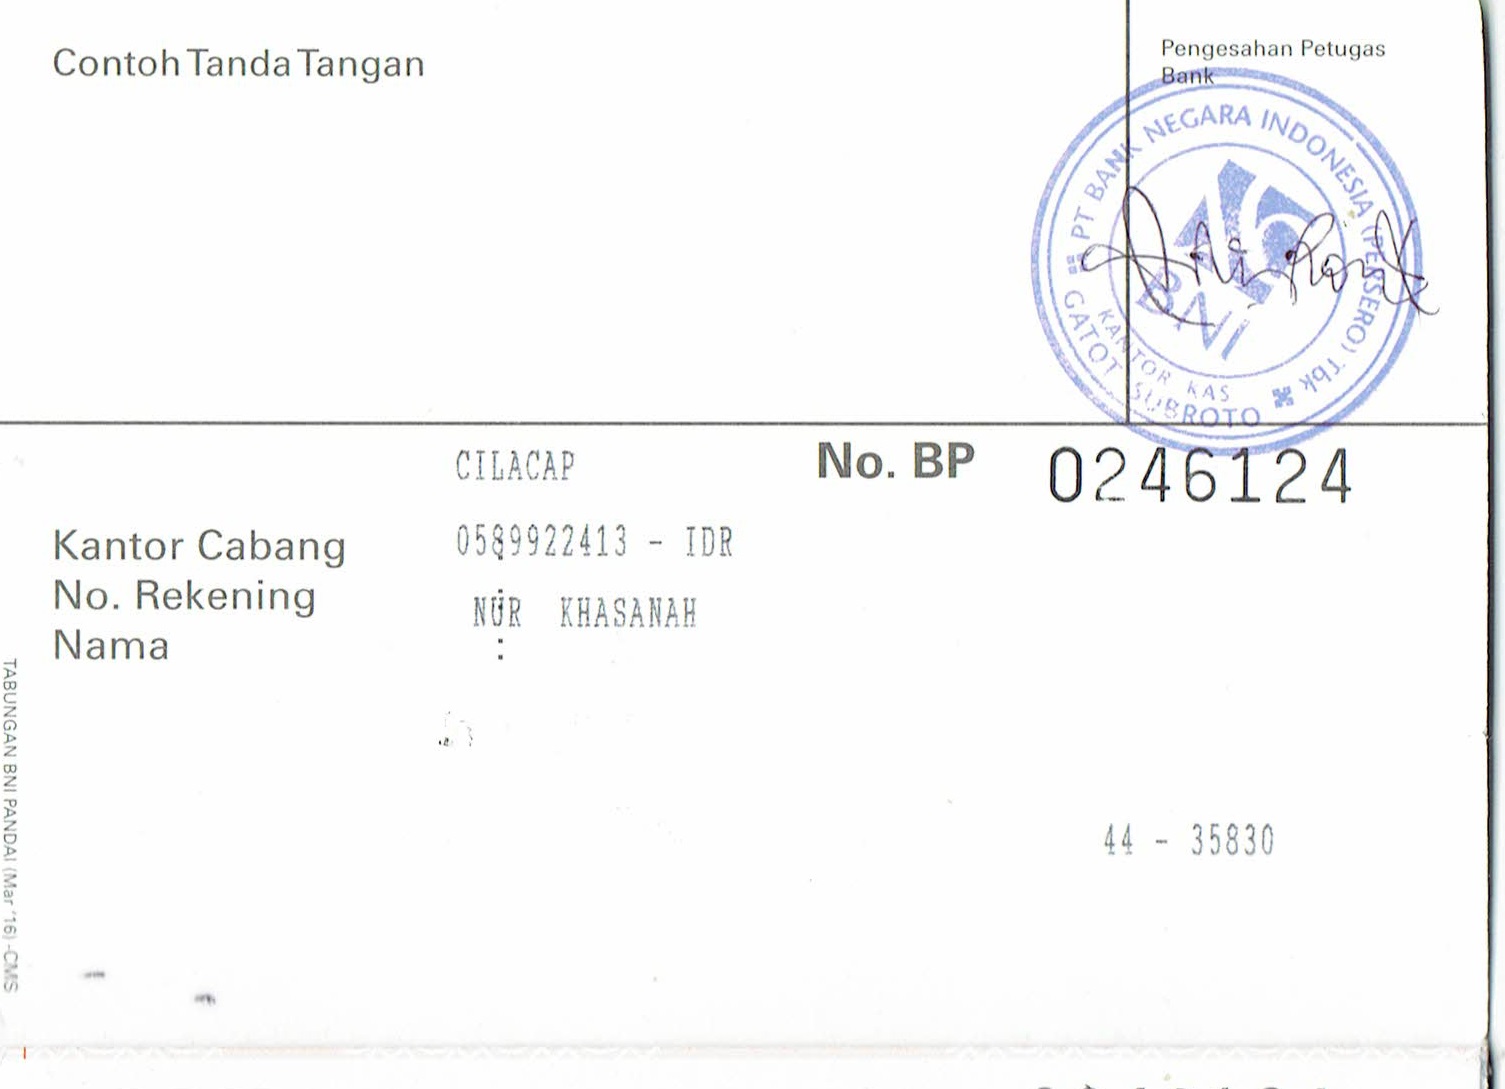 Contoh Tanda Tangan
Pengesahan Petugas
Bank
PT BANK NEGARA INDONESIA (PERSERO) Tbk
BNI
KANTOR KAS
GATOT SUBROTO
CILACAP
No. BP 0246124
Kantor Cabang
0589922413 - IDR
No. Rekening :
NUR KHASANAH
Nama :
44 - 35830
TABUNGAN BNI PANDAI (Mar '16) -CMS